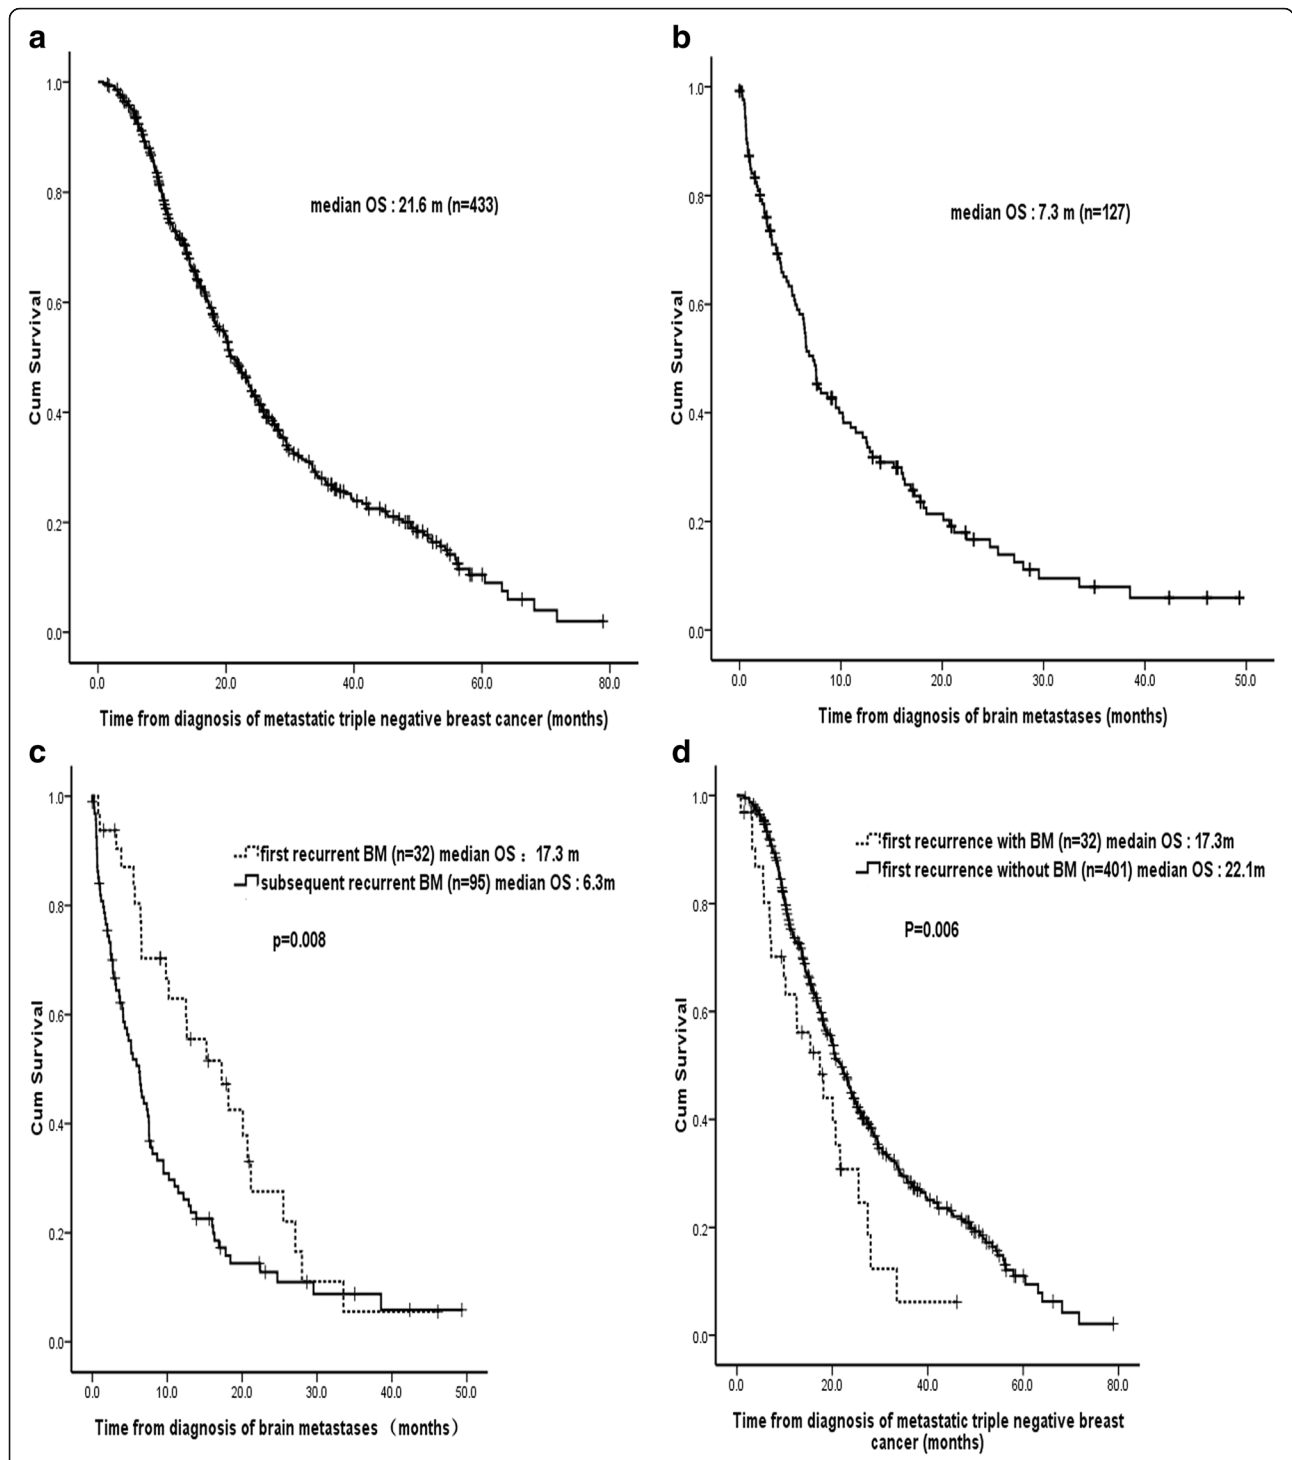 a
1.0
0.8
0.6
0.4
0.2
0.0
Cum Survival
median OS : 21.6 m (n=433)
0.0 20.0 40.0 60.0 80.0
Time from diagnosis of metastatic triple negative breast cancer (months)
b
1.0
0.8
0.6
0.4
0.2
0.0
Cum Survival
median OS : 7.3 m (n=127)
0.0 10.0 20.0 30.0 40.0 50.0
Time from diagnosis of brain metastases (months)
c
1.0
0.8
0.6
0.4
0.2
0.0
Cum Survival
first recurrent BM (n=32) median OS： 17.3 m
subsequent recurrent BM (n=95) median OS : 6.3m
p=0.008
0.0 10.0 20.0 30.0 40.0 50.0
Time from diagnosis of brain metastases （months）
d
1.0
0.8
0.6
0.4
0.2
0.0
Cum Survival
first recurrence with BM (n=32) medain OS : 17.3m
first recurrence without BM (n=401) median OS : 22.1m
P=0.006
0.0 20.0 40.0 60.0 80.0
Time from diagnosis of metastatic triple negative breast
cancer (months)